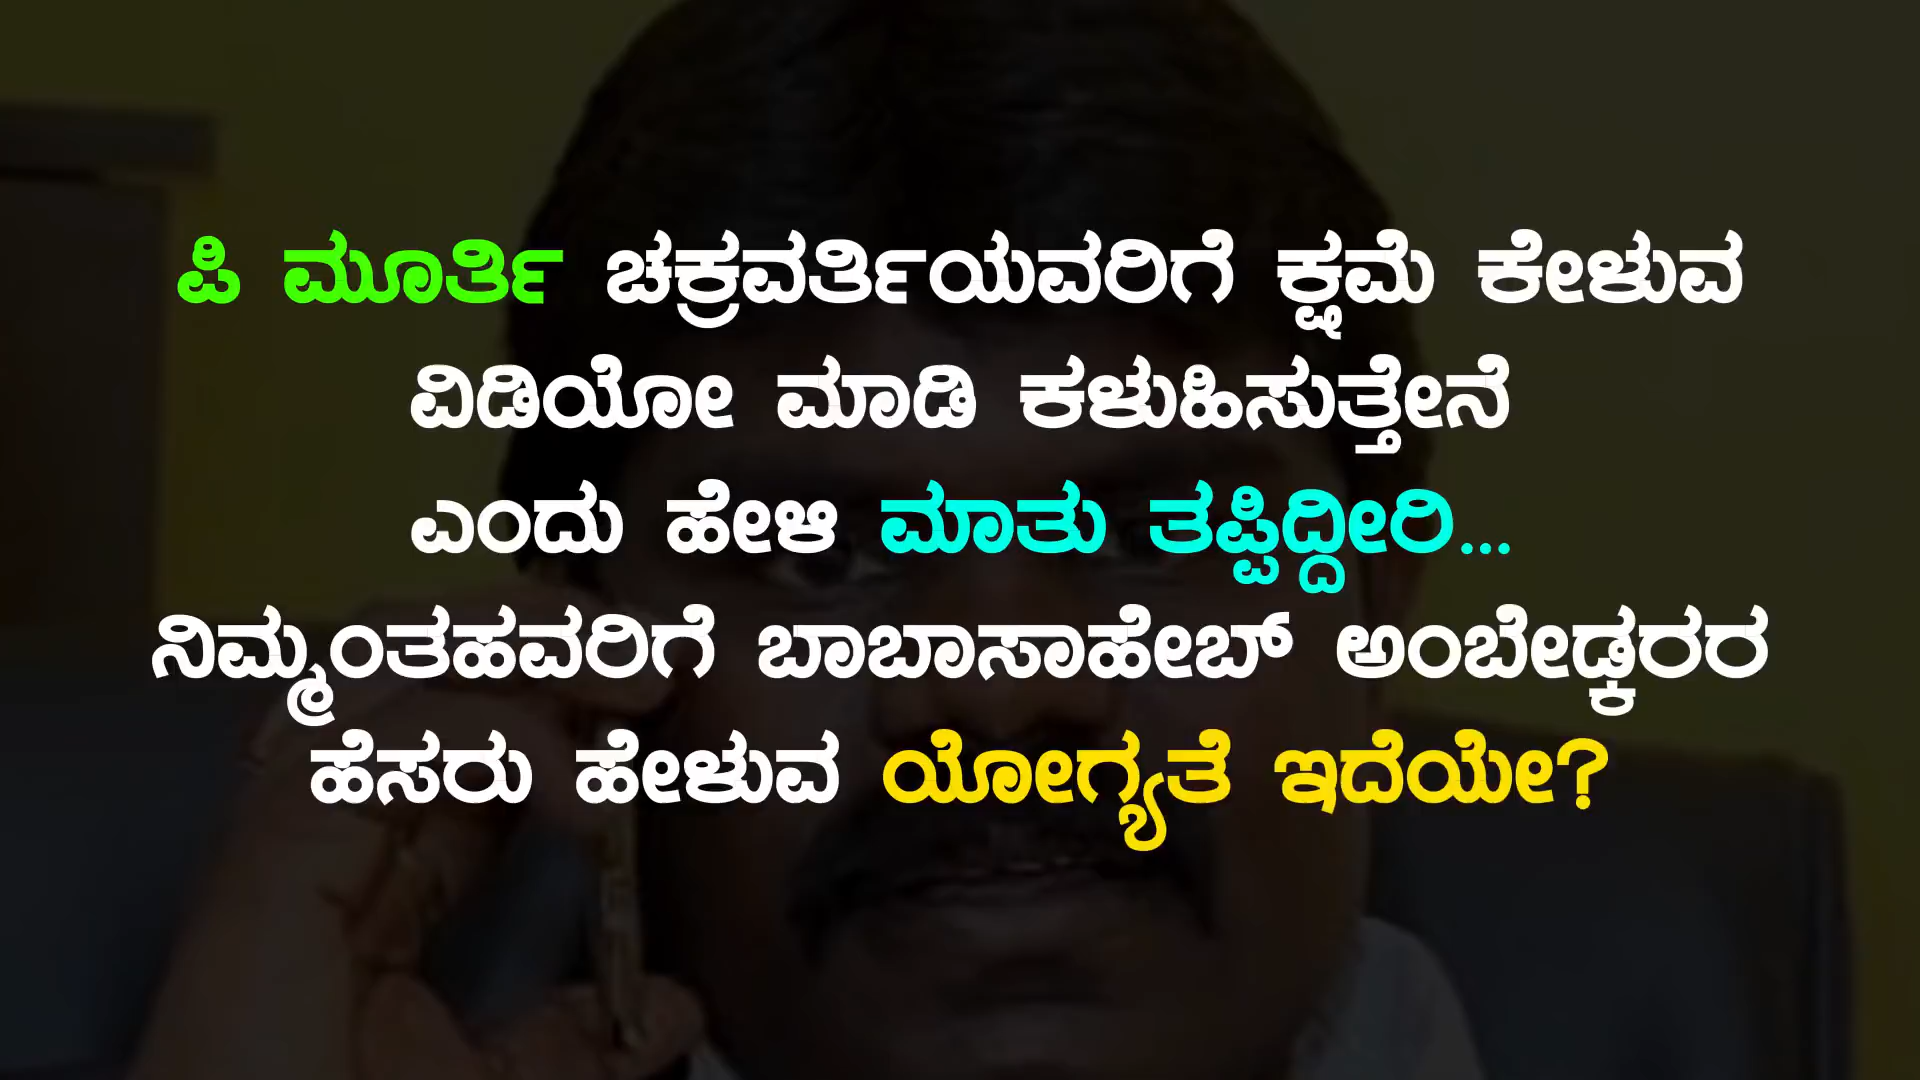 ಪಿ ಮೂರ್ತಿ ಚಕ್ರವರ್ತಿಯವರಿಗೆ ಕ್ಷಮೆ ಕೇಳುವ
ವಿಡಿಯೋ ಮಾಡಿ ಕಳುಹಿಸುತ್ತೇನೆ
ಎಂದು ಹೇಳಿ ಮಾತು ತಪ್ಪಿದ್ದೀರಿ...
ನಿಮ್ಮಂತಹವರಿಗೆ ಬಾಬಾಸಾಹೇಬ್ ಅಂಬೇಡ್ಕರರ
ಹೆಸರು ಹೇಳುವ ಯೋಗ್ಯತೆ ಇದೆಯೇ?